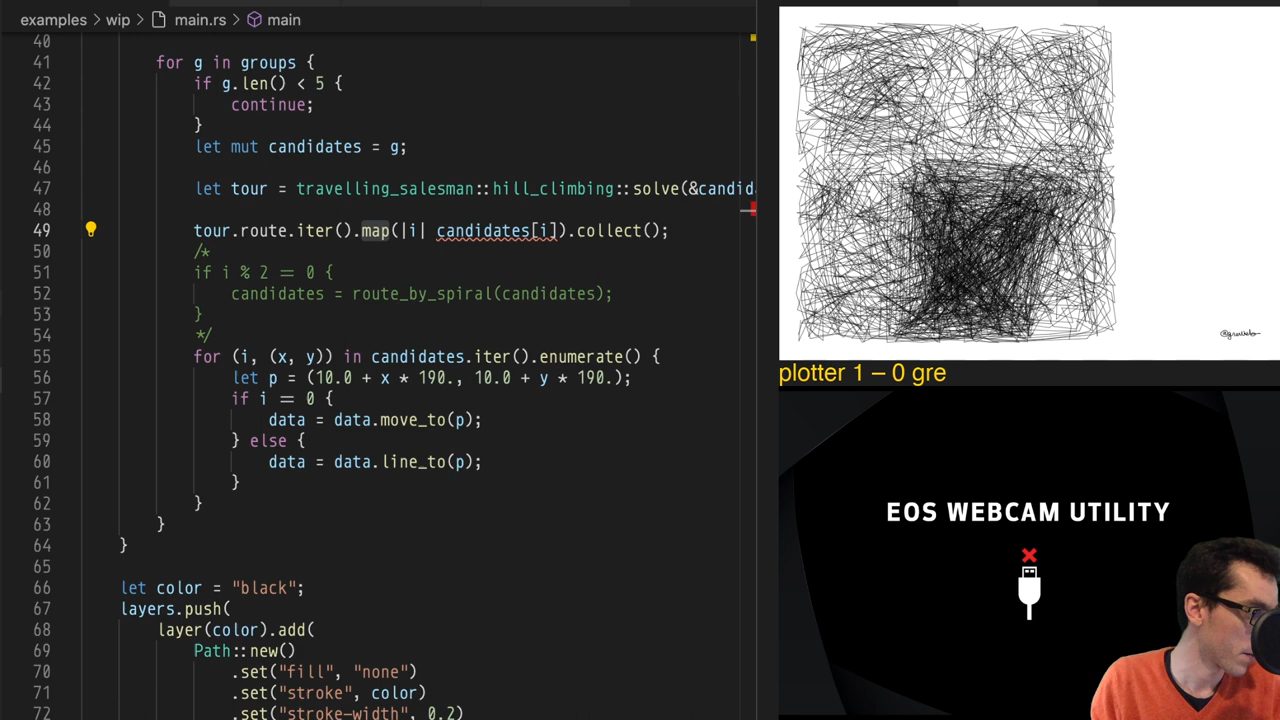 examples › wip › main.rs › main
40
41 for g in groups {
42 if g.len() < 5 {
43 continue;
44 }
45 let mut candidates = g;
46
47 let tour = travelling_salesman::hill_climbing::solve(&candid
48
49 tour.route.iter().map(|i| candidates[i]).collect();
50 /*
51 if i % 2 == 0 {
52 candidates = route_by_spiral(candidates);
53 }
54 */
55 for (i, (x, y)) in candidates.iter().enumerate() {
56 let p = (10.0 + x * 190., 10.0 + y * 190.);
57 if i == 0 {
58 data = data.move_to(p);
59 } else {
60 data = data.line_to(p);
61 }
62 }
63 }
64 }
65
66 let color = "black";
67 layers.push(
68 layer(color).add(
69 Path::new()
70 .set("fill", "none")
71 .set("stroke", color)
72 .set("stroke-width", 0.2)
plotter 1 – 0 gre
EOS WEBCAM UTILITY